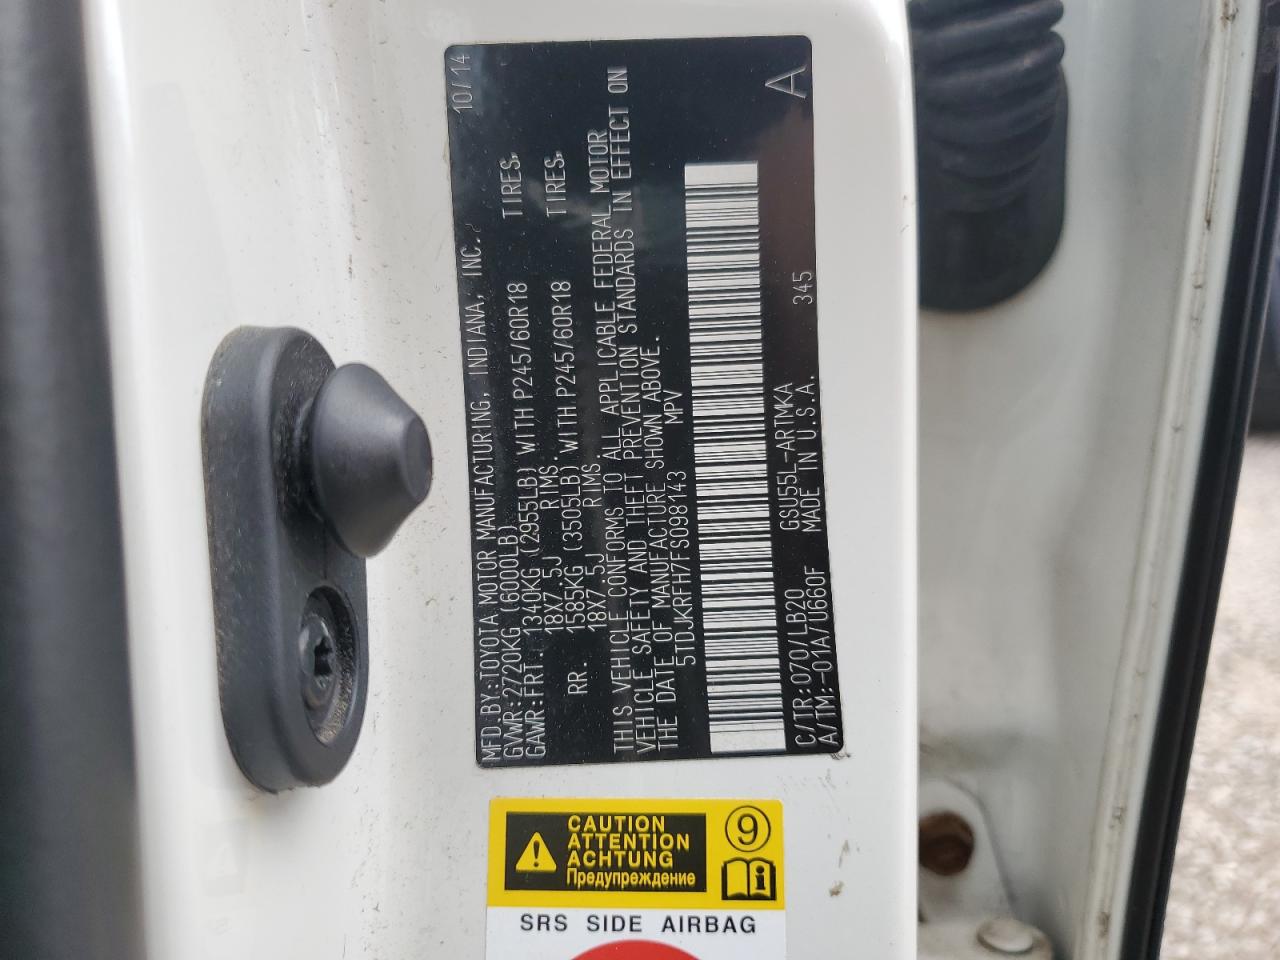 MFD.BY:TOYOTA MOTOR MANUFACTURING, INDIANA, INC. 10/14
GVWR:2720KG(6000LB)
GAWR:FRT. 1340KG (2955LB) WITH P245/60R18 TIRES,
18X7.5J RIMS.
RR. 1585KG (3505LB) WITH P245/60R18 TIRES,
18X7.5J RIMS.
THIS VEHICLE CONFORMS TO ALL APPLICABLE FEDERAL MOTOR
VEHICLE SAFETY AND THEFT PREVENTION STANDARDS IN EFFECT ON
THE DATE OF MANUFACTURE SHOWN ABOVE.
5TDJKRFH7FS098143 MPV
C/TR:070/LB20 GSU55L-ARTMKA 345
A/TM:-01A/U660F MADE IN U.S.A.
A
CAUTION
ATTENTION
ACHTUNG
Предупреждение
9
i
SRS SIDE AIRBAG